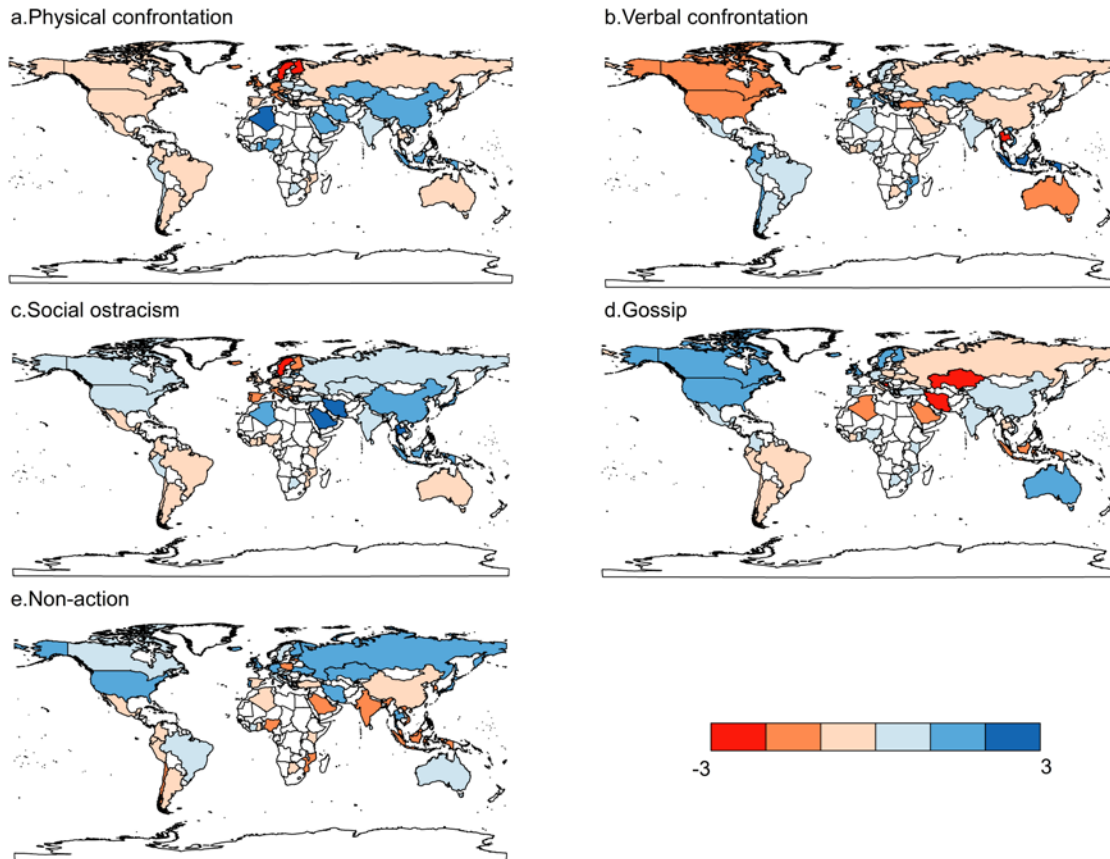 a.Physical confrontation
b.Verbal confrontation
c.Social ostracism
d.Gossip
e.Non-action
-3
3